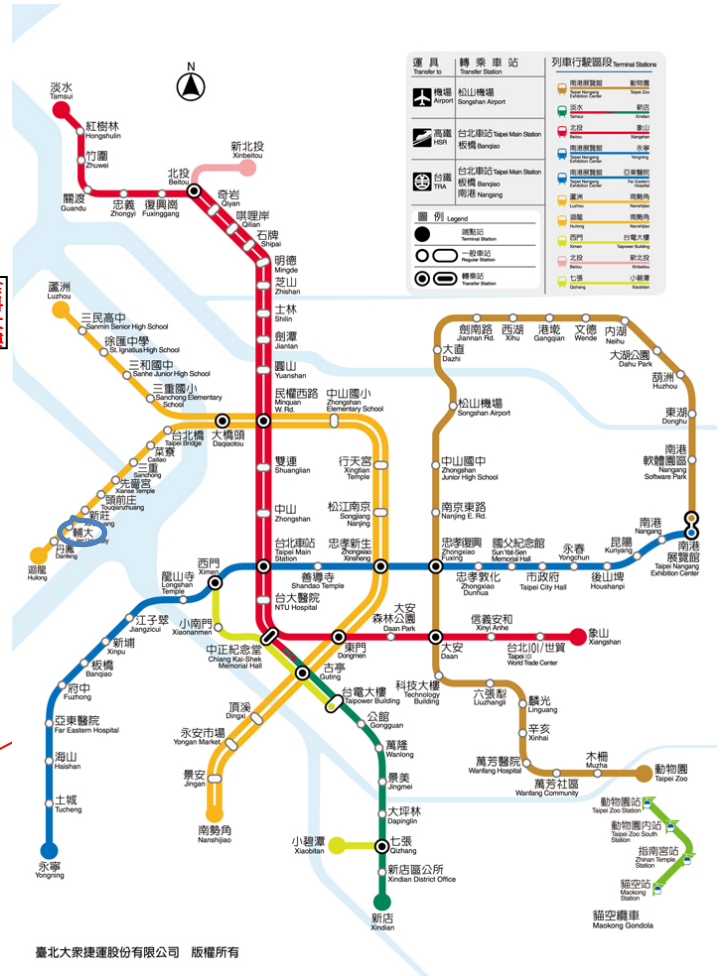 淡水
Tamsui
紅樹林
Hongshulin
竹圍
Zhuwei
關渡
Guandu
忠義
Zhongyi
復興崗
Fuxinggang
北投
Beitou
新北投
Xinbeitou
奇岩
Qiyan
唭哩岸
Qilian
石牌
Shipai
明德
Mingde
芝山
Zhishan
士林
Shilin
劍潭
Jiantan
圓山
Yuanshan
民權西路
Minquan
W. Rd.
雙連
Shuanglian
中山
Zhongshan
台北車站
Taipei Main
Station
台大醫院
NTU Hospital
中正紀念堂
Chiang Kai-Shek
Memorial Hall
N
運具
Transfer to
轉乘車站
Transfer Station
機場
Airport
松山機場
Songshan Airport
高鐵
HSR
台北車站 Taipei Main Station
板橋 Banqiao
台鐵
TRA
台北車站 Taipei Main Station
板橋 Banqiao
南港 Nangang
圖例 Legend
端點站
Terminal Station
一般車站
Regular Station
轉乘站
Transfer Station
列車行駛區段 Terminal Stations
南港展覽館
Taipei Nangang
Exhibition Center
動物園
Taipei Zoo
淡水
Tamsui
新店
Xindian
北投
Beitou
象山
Xiangshan
南港展覽館
Taipei Nangang
Exhibition Center
永寧
Yongning
南港展覽館
Taipei Nangang
Exhibition Center
亞東醫院
Far Eastern
Hospital
蘆洲
Luzhou
南勢角
Nanshijiao
迴龍
Huilong
南勢角
Nanshijiao
西門
Ximen
台電大樓
Taipower Building
北投
Beitou
新北投
Xinbeitou
七張
Qizhang
小碧潭
Xiaobitan
蘆洲
Luzhou
三民高中
Sanmin Senior High School
徐匯中學
St. Ignatius High School
三和國中
Sanhe Junior High School
三重國小
Sanchong Elementary
School
台北橋
Taipei Bridge
菜寮
Cailiao
三重
Sanchong
先嗇宮
Xianse Temple
頭前庄
Touqianzhuang
新莊
輔大
丹鳳
Danfeng
迴龍
Huilong
大橋頭
Daqiaotou
中山國小
Zhongshan
Elementary School
行天宮
Xingtian
Temple
松江南京
Songjiang
Nanjing
忠孝新生
Zhongxiao
Xinsheng
善導寺
Shandao Temple
東門
Dongmen
古亭
Guting
頂溪
Dingxi
永安市場
Yongan Market
景安
Jingan
南勢角
Nanshijiao
西門
Ximen
龍山寺
Longshan
Temple
小南門
Xiaonanmen
江子翠
Jiangzicui
新埔
Xinpu
板橋
Banqiao
府中
Fuzhong
亞東醫院
Far Eastern Hospital
海山
Haishan
土城
Tucheng
永寧
Yongning
台電大樓
Taipower Building
公館
Gongguan
萬隆
Wanlong
景美
Jingmei
大坪林
Dapinglin
七張
Qizhang
小碧潭
Xiaobitan
新店區公所
Xindian District Office
新店
Xindian
劍南路
Jiannan Rd.
西湖
Xihu
港墘
Gangqian
文德
Wende
內湖
Neihu
大湖公園
Dahu Park
葫洲
Huzhou
東湖
Donghu
南港
軟體園區
Nangang
Software Park
南港
展覽館
Taipei Nangang
Exhibition Center
大直
Dazhi
松山機場
Songshan Airport
中山國中
Zhongshan
Junior High School
南京東路
Nanjing E. Rd.
忠孝復興
Zhongxiao
Fuxing
國父紀念館
Sun Yat-Sen
Memorial Hall
永春
Yongchun
昆陽
Kunyang
南港
Nangang
忠孝敦化
Zhongxiao
Dunhua
市政府
Taipei City Hall
後山埤
Houshanpi
大安
森林公園
Daan Park
大安
Daan
信義安和
Xinyi Anhe
台北101/世貿
Taipei 101
World Trade Center
象山
Xiangshan
科技大樓
Technology
Building
六張犁
Liuzhangli
麟光
Linguang
辛亥
Xinhai
萬芳醫院
Wanfang Hospital
萬芳社區
Wanfang Community
木柵
Muzha
動物園
Taipei Zoo
動物園站
Taipei Zoo Station
動物園內站
Taipei Zoo South
Station
指南宮站
Zhinan Temple
Station
貓空站
Maokong
Station
貓空纜車
Maokong Gondola
臺北大眾捷運股份有限公司 版權所有